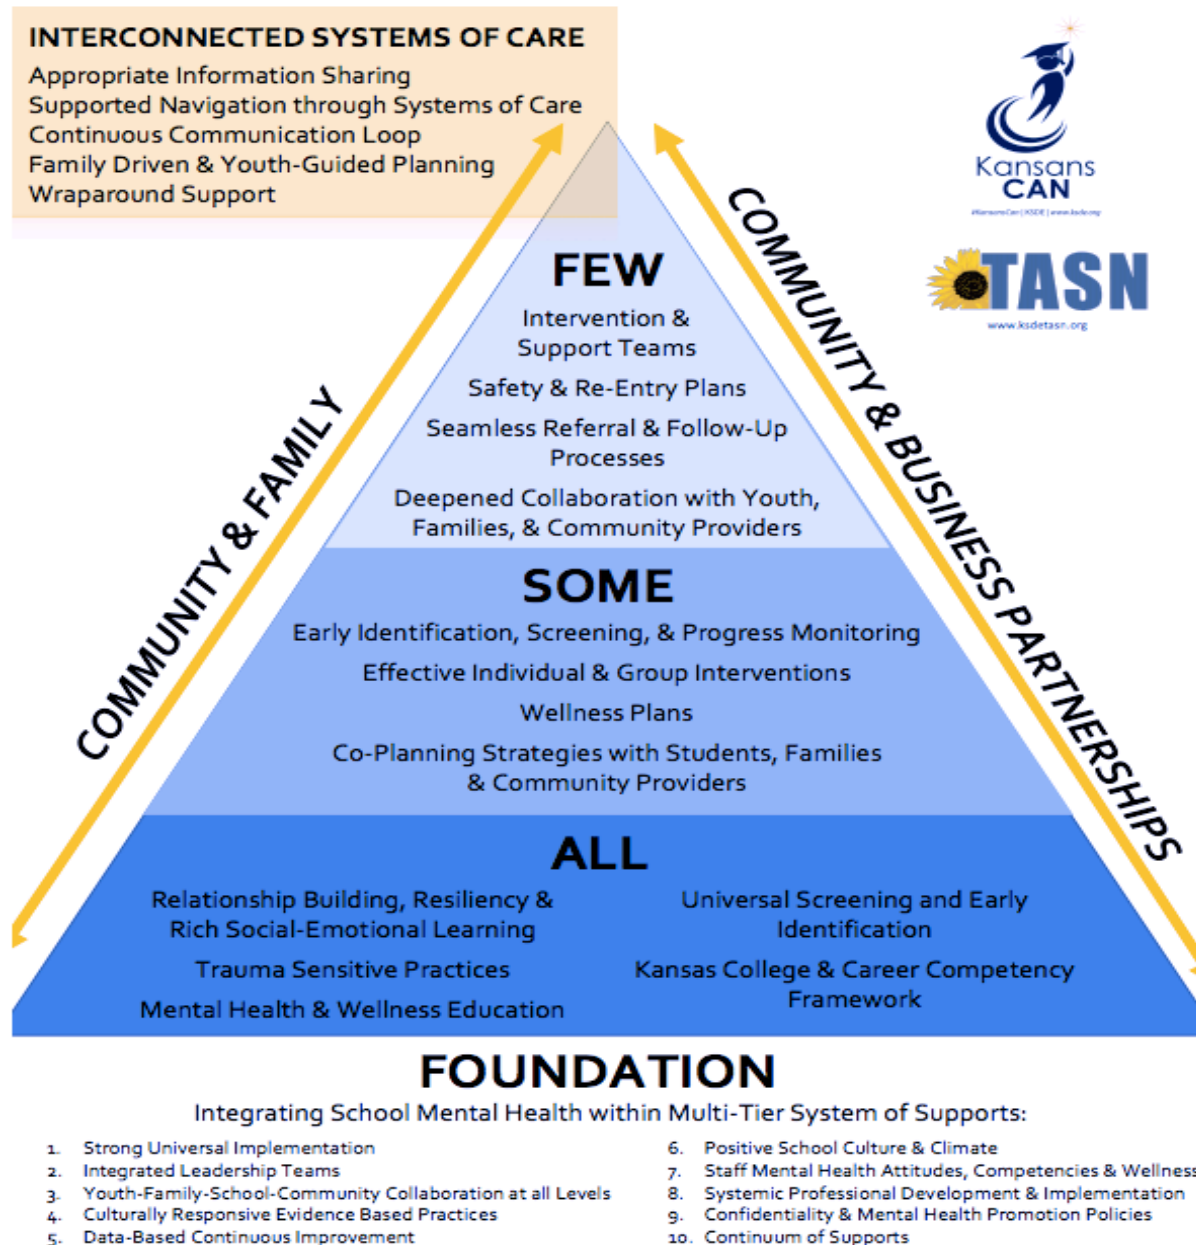 INTERCONNECTED SYSTEMS OF CARE
Appropriate Information Sharing
Supported Navigation through Systems of Care
Continuous Communication Loop
Family Driven & Youth-Guided Planning
Wraparound Support
Kansans
CAN
#KansansCan | KSDE | www.ksde.org
TASN
www.ksdetasn.org
COMMUNITY & FAMILY
COMMUNITY & BUSINESS PARTNERSHIPS
FEW
Intervention &
Support Teams
Safety & Re-Entry Plans
Seamless Referral & Follow-Up
Processes
Deepened Collaboration with Youth,
Families, & Community Providers
SOME
Early Identification, Screening, & Progress Monitoring
Effective Individual & Group Interventions
Wellness Plans
Co-Planning Strategies with Students, Families
& Community Providers
ALL
Relationship Building, Resiliency &
Rich Social-Emotional Learning
Trauma Sensitive Practices
Mental Health & Wellness Education
Universal Screening and Early
Identification
Kansas College & Career Competency
Framework
FOUNDATION
Integrating School Mental Health within Multi-Tier System of Supports:
1. Strong Universal Implementation
2. Integrated Leadership Teams
3. Youth-Family-School-Community Collaboration at all Levels
4. Culturally Responsive Evidence Based Practices
5. Data-Based Continuous Improvement
6. Positive School Culture & Climate
7. Staff Mental Health Attitudes, Competencies & Wellness
8. Systemic Professional Development & Implementation
9. Confidentiality & Mental Health Promotion Policies
10. Continuum of Supports